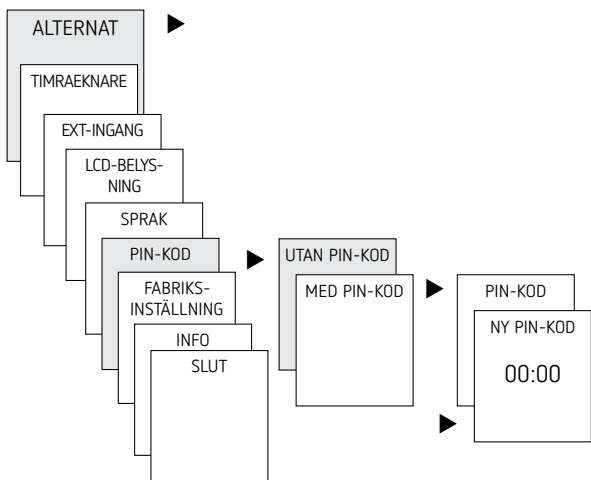 ALTERNAT
TIMRAEKNARE
EXT-INGANG
LCD-BELYS-
NING
SPRAK
PIN-KOD
FABRIKS-
INSTÄLLNING
INFO
SLUT
UTAN PIN-KOD
MED PIN-KOD
PIN-KOD
NY PIN-KOD
00:00